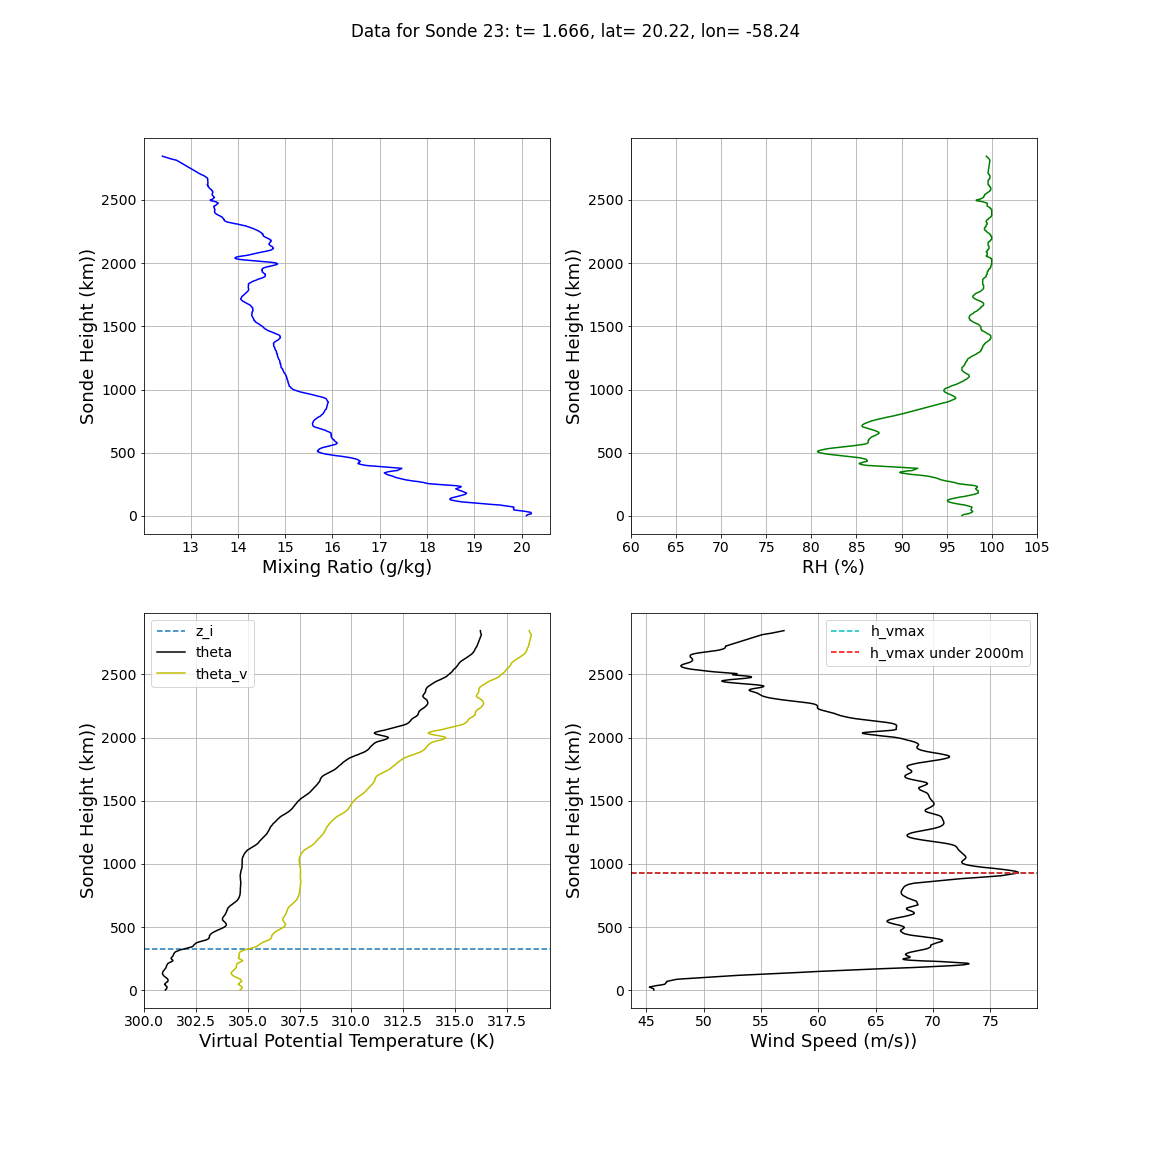 Data for Sonde 23: t= 1.666, lat= 20.22, lon= -58.24
Sonde Height (km))
2500
2000
1500
1000
500
0
13 14 15 16 17 18 19 20
Mixing Ratio (g/kg)
Sonde Height (km))
2500
2000
1500
1000
500
0
60 65 70 75 80 85 90 95 100 105
RH (%)
Sonde Height (km))
2500
2000
1500
1000
500
0
z_i
theta
theta_v
300.0 302.5 305.0 307.5 310.0 312.5 315.0 317.5
Virtual Potential Temperature (K)
Sonde Height (km))
2500
2000
1500
1000
500
0
h_vmax
h_vmax under 2000m
45 50 55 60 65 70 75
Wind Speed (m/s))